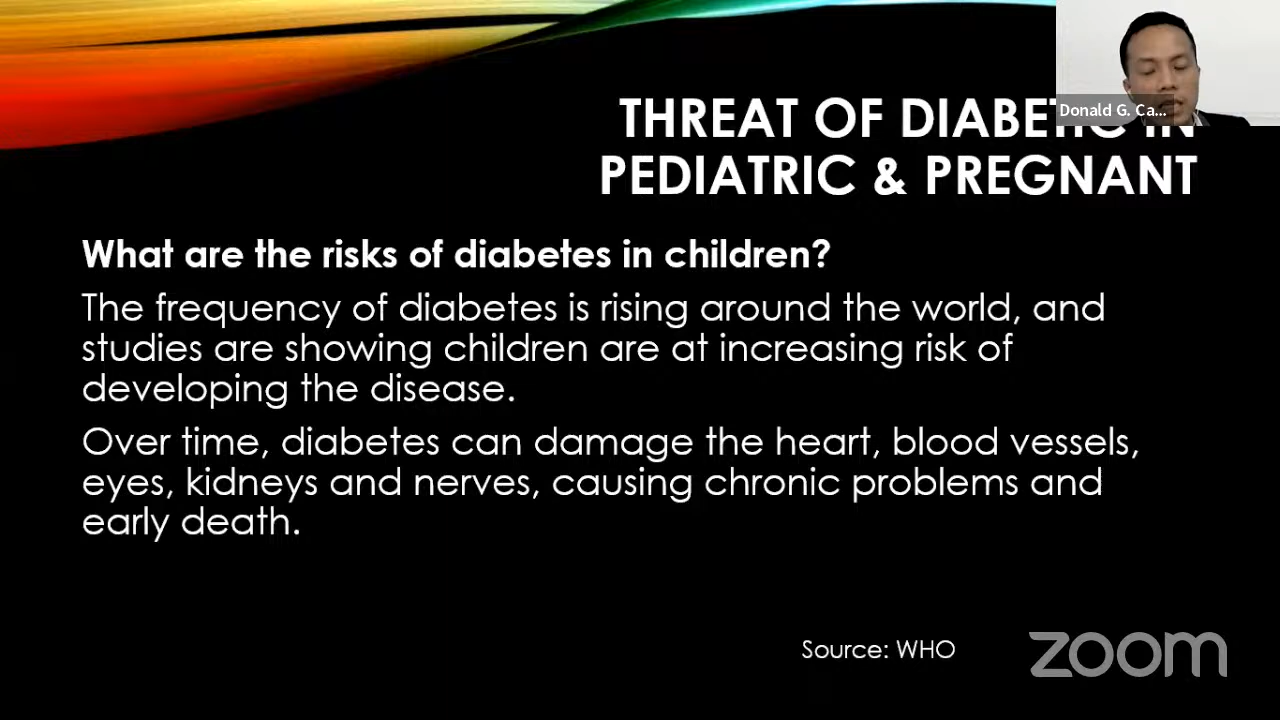 THREAT OF DIABETIC IN
PEDIATRIC & PREGNANT
Donald G. Ca...
What are the risks of diabetes in children?
The frequency of diabetes is rising around the world, and
studies are showing children are at increasing risk of
developing the disease.
Over time, diabetes can damage the heart, blood vessels,
eyes, kidneys and nerves, causing chronic problems and
early death.
Source: WHO
zoom